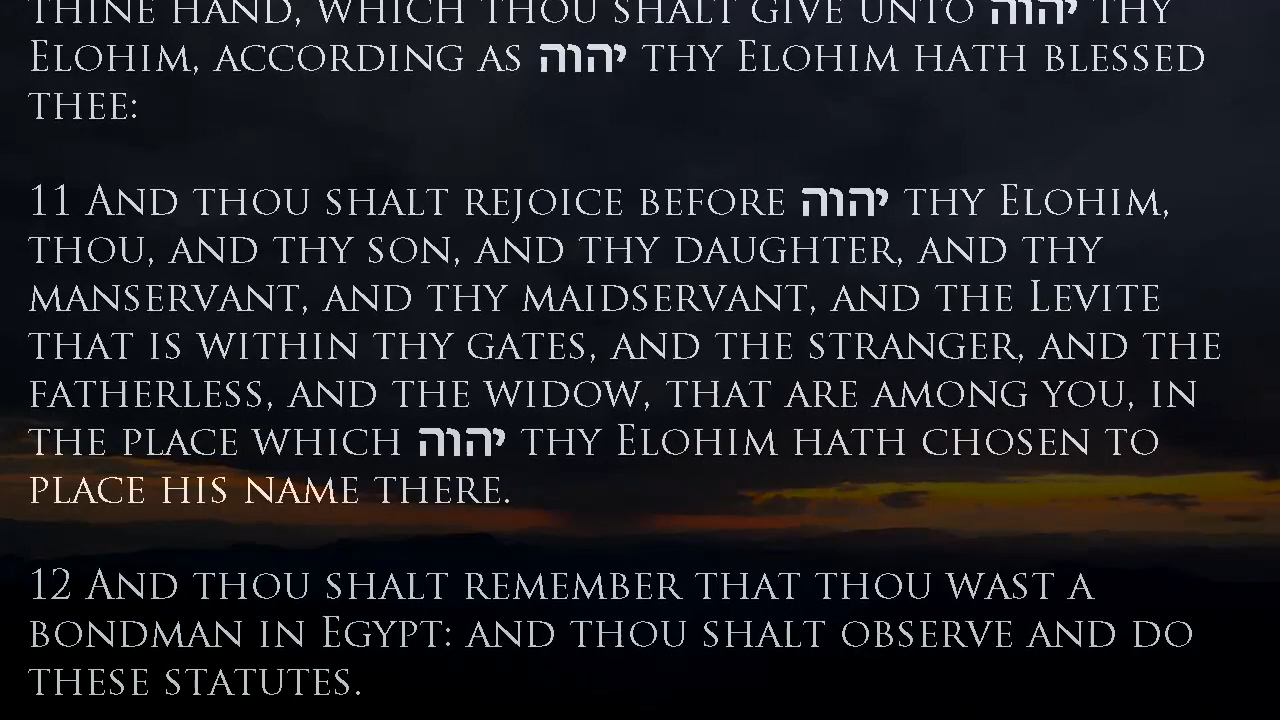 THINE HAND, WHICH THOU SHALT GIVE UNTO יהוה THY
ELOHIM, ACCORDING AS יהוה THY ELOHIM HATH BLESSED
THEE:
11 AND THOU SHALT REJOICE BEFORE יהוה THY ELOHIM,
THOU, AND THY SON, AND THY DAUGHTER, AND THY
MANSERVANT, AND THY MAIDSERVANT, AND THE LEVITE
THAT IS WITHIN THY GATES, AND THE STRANGER, AND THE
FATHERLESS, AND THE WIDOW, THAT ARE AMONG YOU, IN
THE PLACE WHICH יהוה THY ELOHIM HATH CHOSEN TO
PLACE HIS NAME THERE.
12 AND THOU SHALT REMEMBER THAT THOU WAST A
BONDMAN IN EGYPT: AND THOU SHALT OBSERVE AND DO
THESE STATUTES.